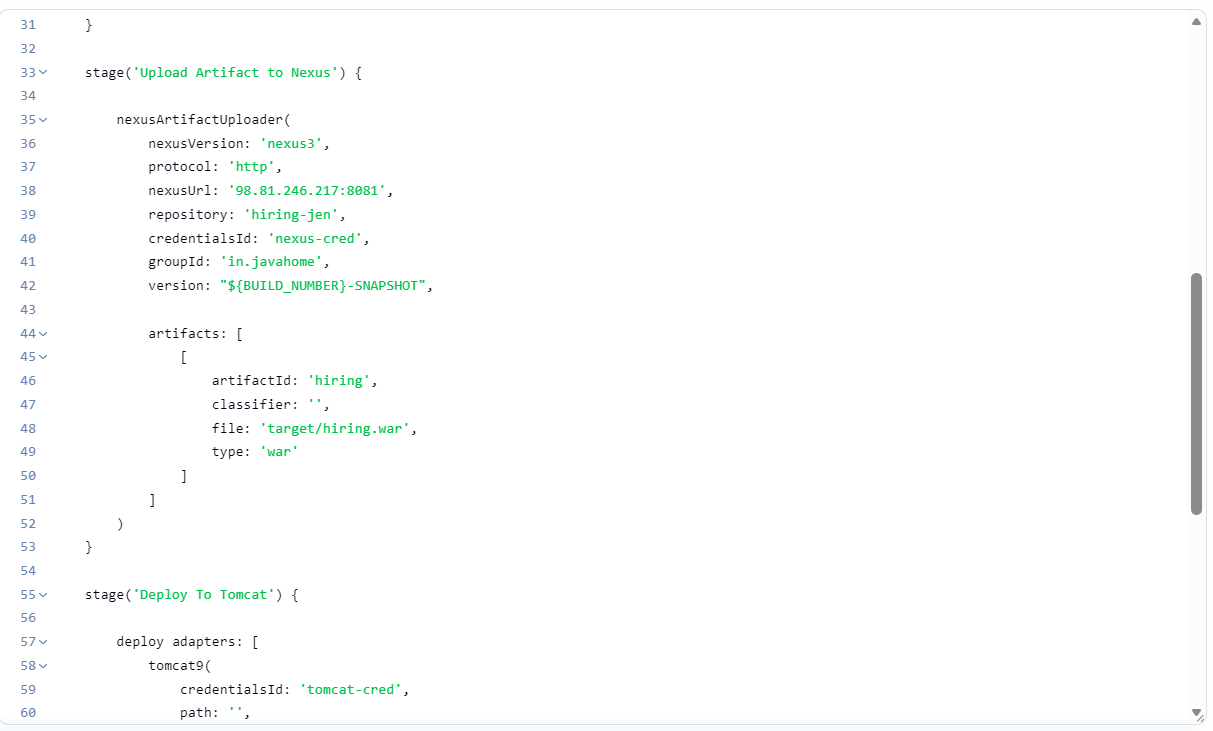 31 }
32
33 stage('Upload Artifact to Nexus') {
34
35 nexusArtifactUploader(
36 nexusVersion: 'nexus3',
37 protocol: 'http',
38 nexusUrl: '98.81.246.217:8081',
39 repository: 'hiring-jen',
40 credentialsId: 'nexus-cred',
41 groupId: 'in.javahome',
42 version: "${BUILD_NUMBER}-SNAPSHOT",
43
44 artifacts: [
45 [
46 artifactId: 'hiring',
47 classifier: '',
48 file: 'target/hiring.war',
49 type: 'war'
50 ]
51 ]
52 )
53 }
54
55 stage('Deploy To Tomcat') {
56
57 deploy adapters: [
58 tomcat9(
59 credentialsId: 'tomcat-cred',
60 path: '',